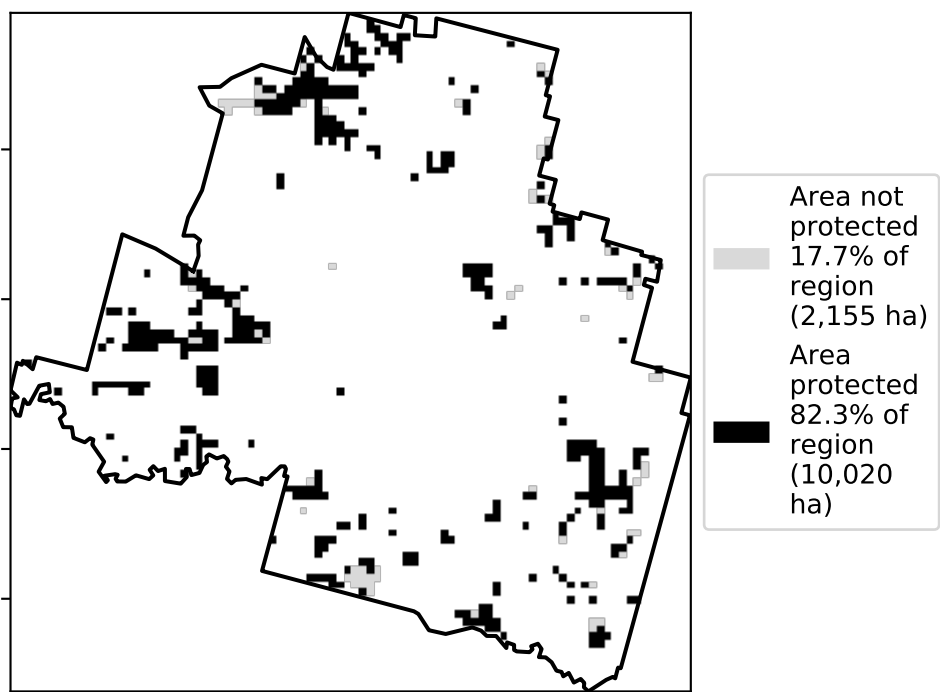 Area not
protected
17.7% of
region
(2,155 ha)
Area
protected
82.3% of
region
(10,020
ha)